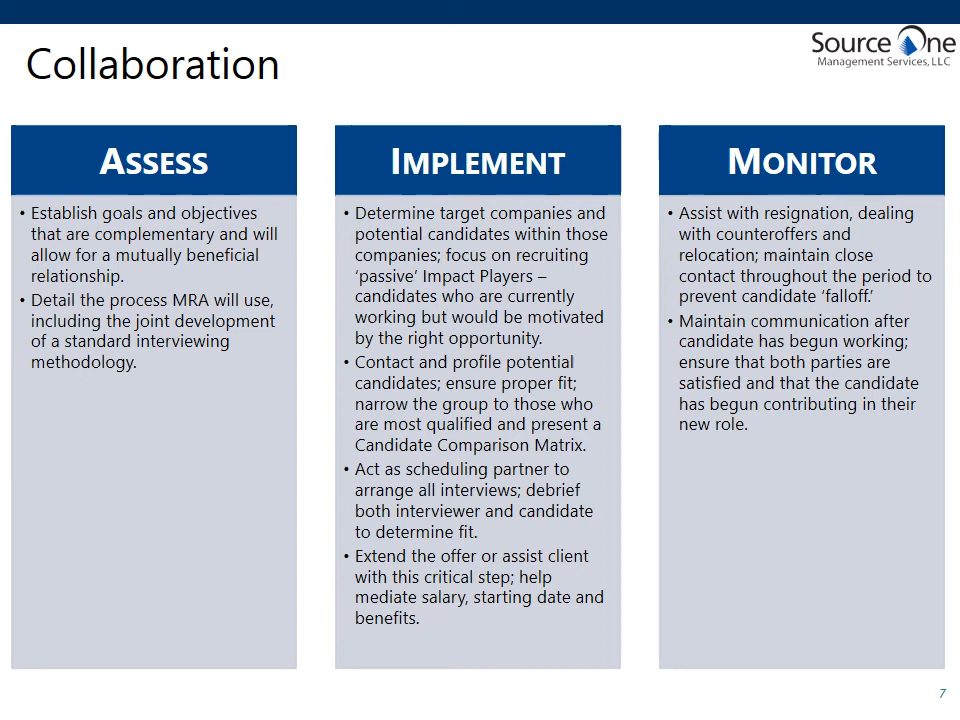 Collaboration
Source One
Management Services, LLC
ASSESS
• Establish goals and objectives
that are complementary and will
allow for a mutually beneficial
relationship.
• Detail the process MRA will use,
including the joint development
of a standard interviewing
methodology.
IMPLEMENT
• Determine target companies and
potential candidates within those
companies; focus on recruiting
‘passive’ Impact Players –
candidates who are currently
working but would be motivated
by the right opportunity.
• Contact and profile potential
candidates; ensure proper fit;
narrow the group to those who
are most qualified and present a
Candidate Comparison Matrix.
• Act as scheduling partner to
arrange all interviews; debrief
both interviewer and candidate
to determine fit.
• Extend the offer or assist client
with this critical step; help
mediate salary, starting date and
benefits.
MONITOR
• Assist with resignation, dealing
with counteroffers and
relocation; maintain close
contact throughout the period to
prevent candidate ‘falloff.’
• Maintain communication after
candidate has begun working;
ensure that both parties are
satisfied and that the candidate
has begun contributing in their
new role.
7